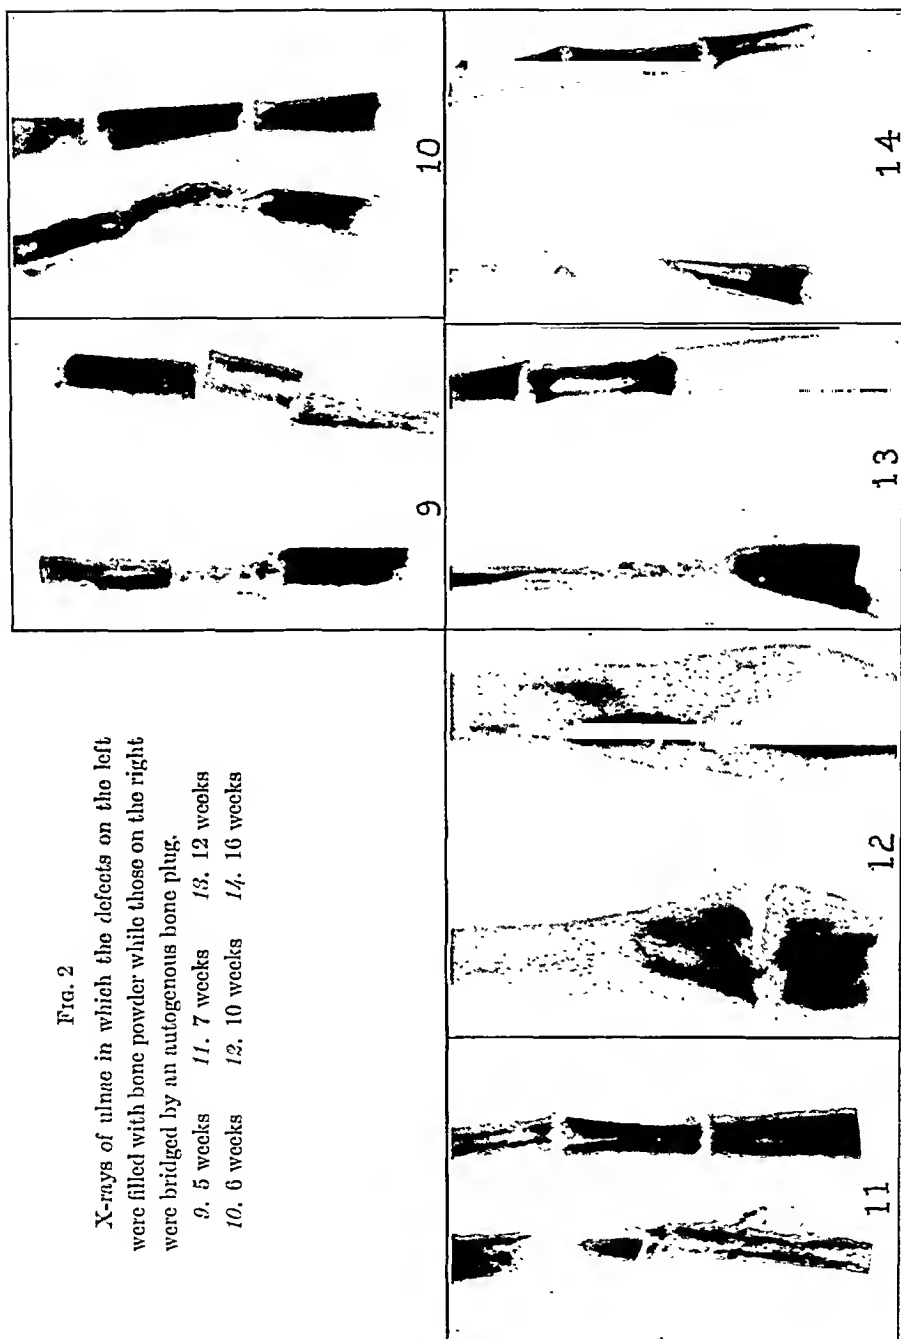 Fig. 2
X-rays of ulnae in which the defects on the left
were filled with bone powder while those on the right
were bridged by an autogenous bone plug.
9. 5 weeks 11. 7 weeks 13. 12 weeks
10. 6 weeks 12. 10 weeks 14. 16 weeks
9
10
11
12
13
14